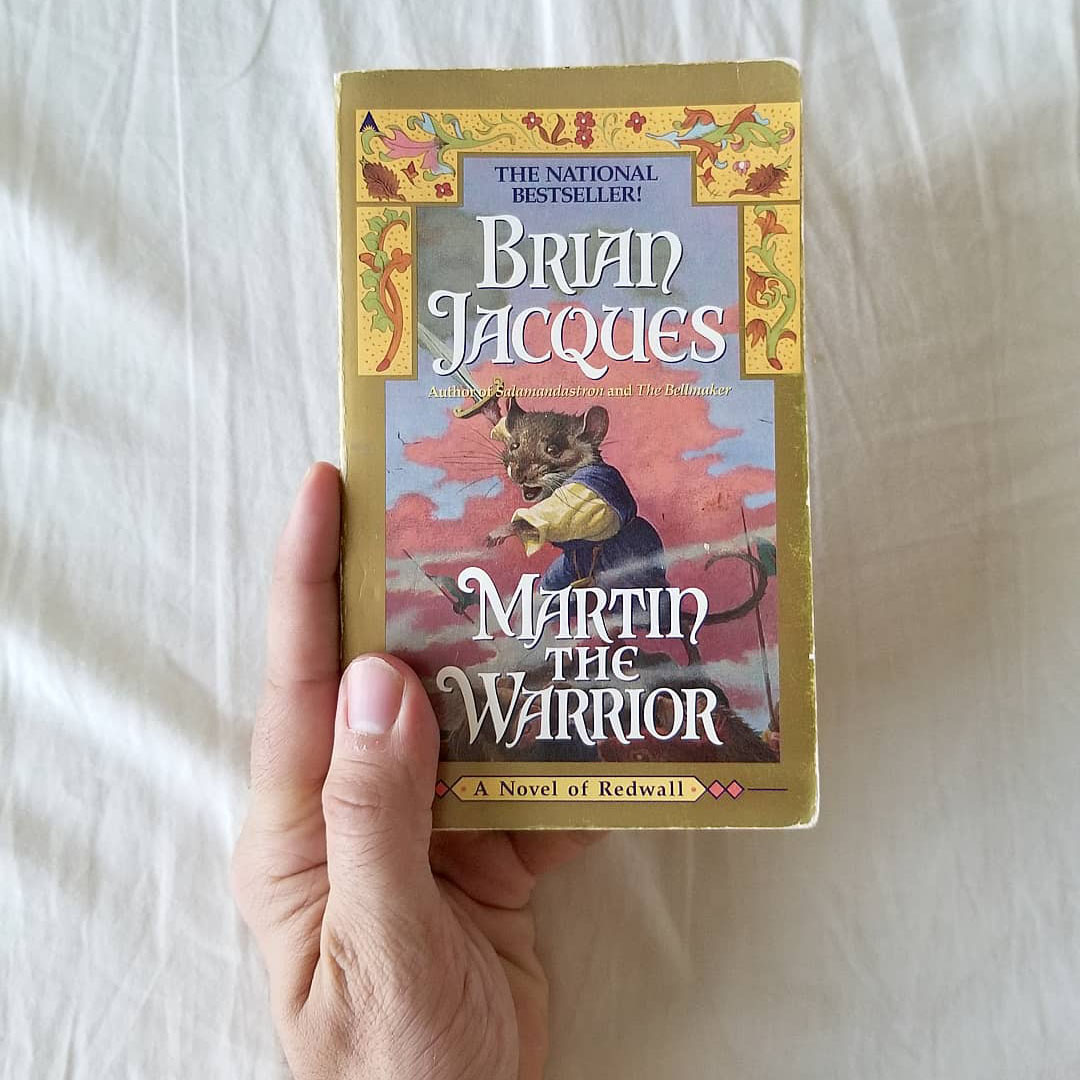 THE NATIONAL
BESTSELLER!
BRIAN
JACQUES
Author of Salamandastron and The Bellmaker
MARTIN
THE
WARRIOR
A Novel of Redwall